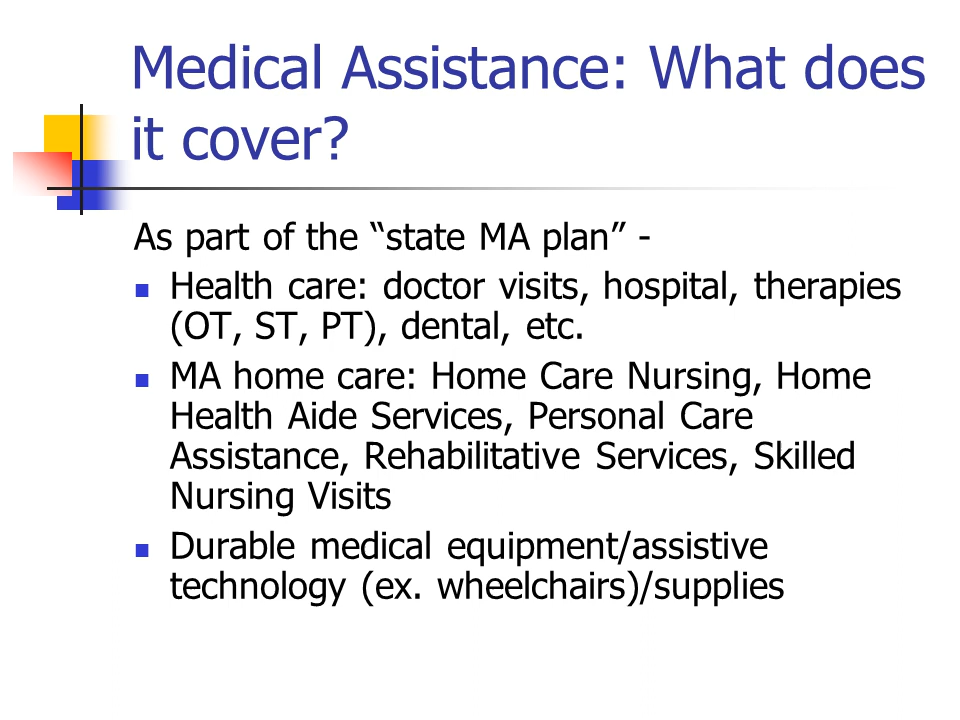 Medical Assistance: What does
it cover?
As part of the “state MA plan” -
Health care: doctor visits, hospital, therapies
(OT, ST, PT), dental, etc.
MA home care: Home Care Nursing, Home
Health Aide Services, Personal Care
Assistance, Rehabilitative Services, Skilled
Nursing Visits
Durable medical equipment/assistive
technology (ex. wheelchairs)/supplies